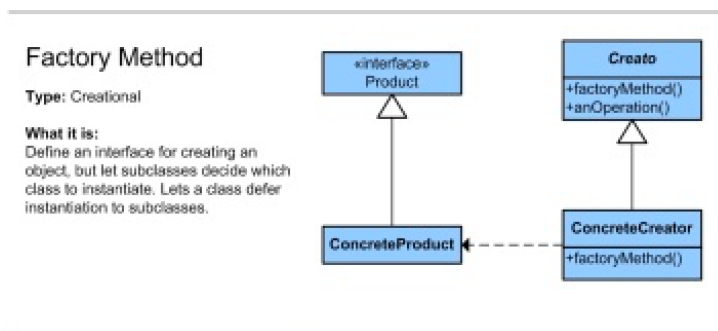 Factory Method
Type: Creational
What it is:
Define an interface for creating an
object, but let subclasses decide which
class to instantiate. Lets a class defer
instantiation to subclasses.
«interface»
Product
Creato
+factoryMethod()
+anOperation()
ConcreteProduct
ConcreteCreator
+factoryMethod()